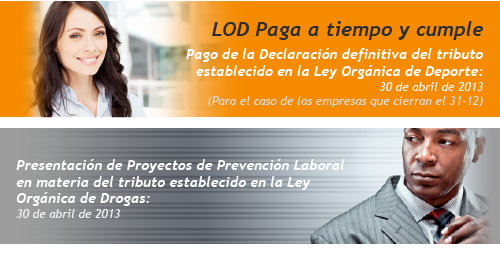 LOD Paga a tiempo y cumple
Pago de la Declaración definitiva del tributo
establecido en la Ley Orgánica de Deporte:
30 de abril de 2013
(Para el caso de las empresas que cierran el 31-12)
Presentación de Proyectos de Prevención Laboral
en materia del tributo establecido en la Ley
Orgánica de Drogas:
30 de abril de 2013